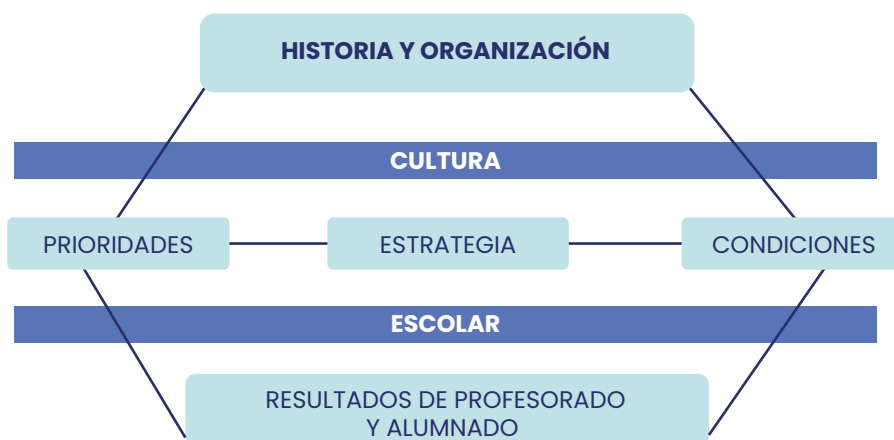 HISTORIA Y ORGANIZACIÓN
CULTURA
PRIORIDADES
ESTRATEGIA
CONDICIONES
ESCOLAR
RESULTADOS DE PROFESORADO
Y ALUMNADO